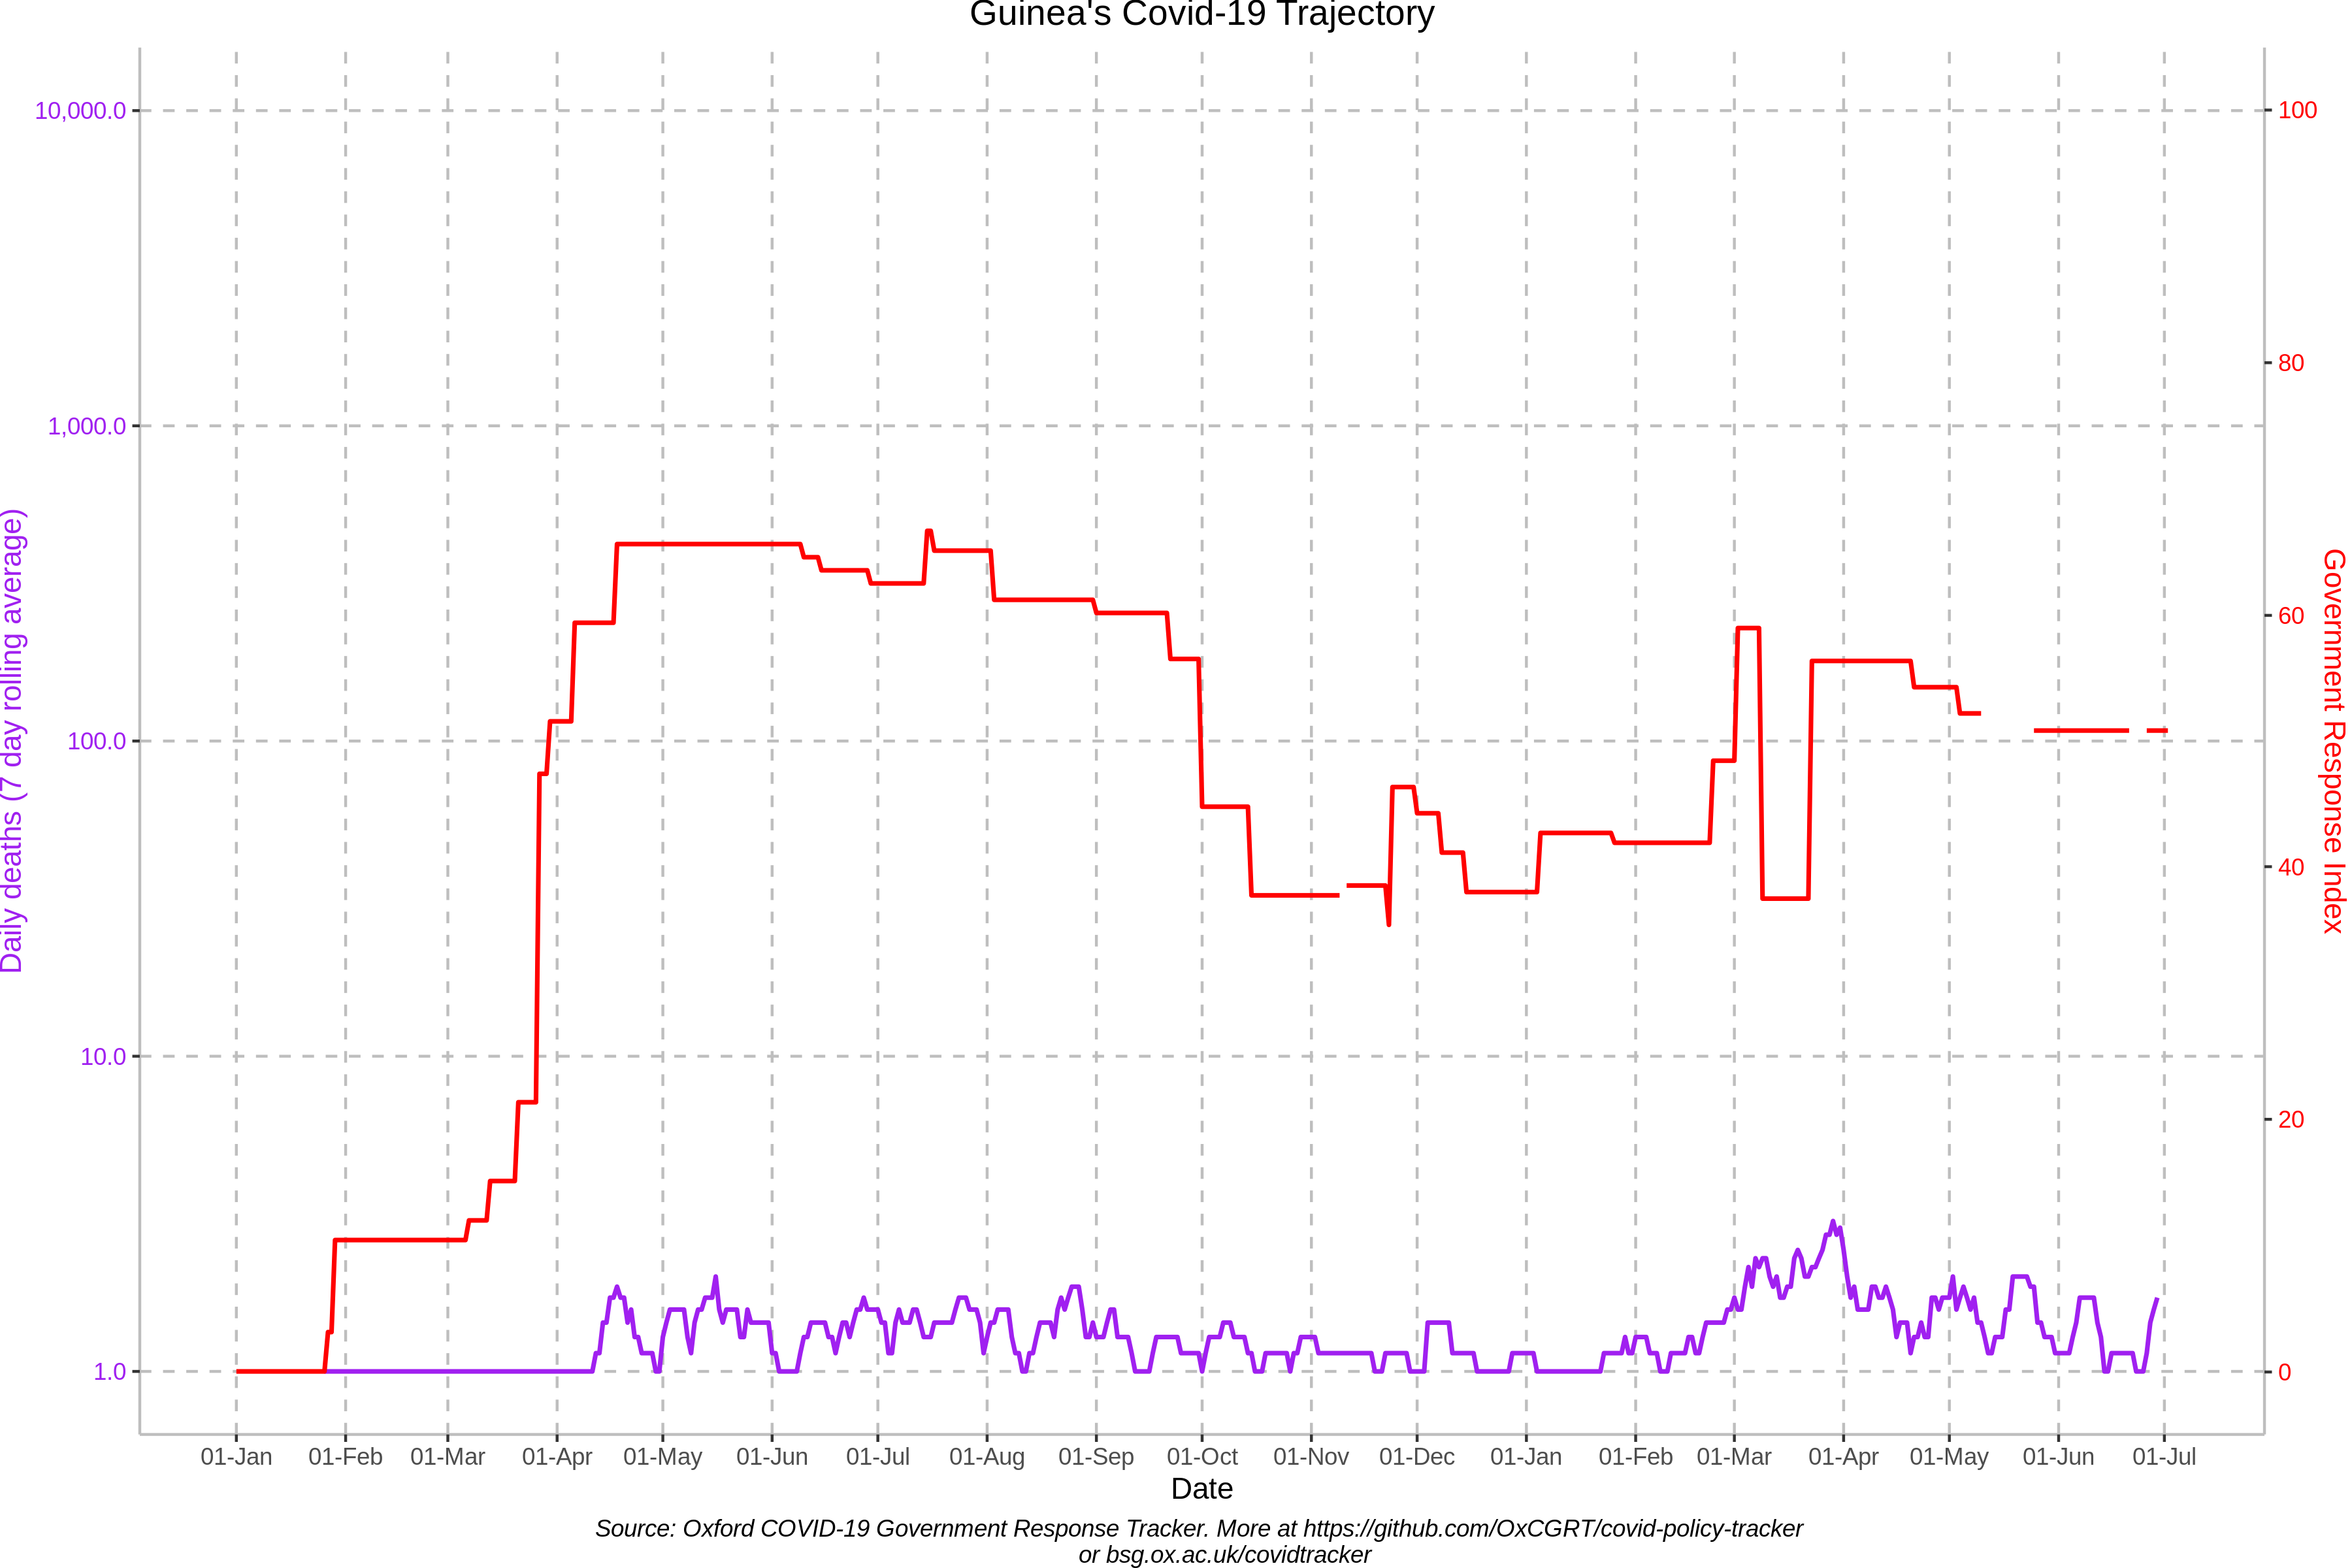 Guinea's Covid-19 Trajectory
10,000.0
1,000.0
100.0
10.0
1.0
Daily deaths (7 day rolling average)
100
80
60
40
20
0
Government Response Index
01-Jan 01-Feb 01-Mar 01-Apr 01-May 01-Jun 01-Jul 01-Aug 01-Sep 01-Oct 01-Nov 01-Dec 01-Jan 01-Feb 01-Mar 01-Apr 01-May 01-Jun 01-Jul
Date
Source: Oxford COVID-19 Government Response Tracker. More at https://github.com/OxCGRT/covid-policy-tracker
or bsg.ox.ac.uk/covidtracker